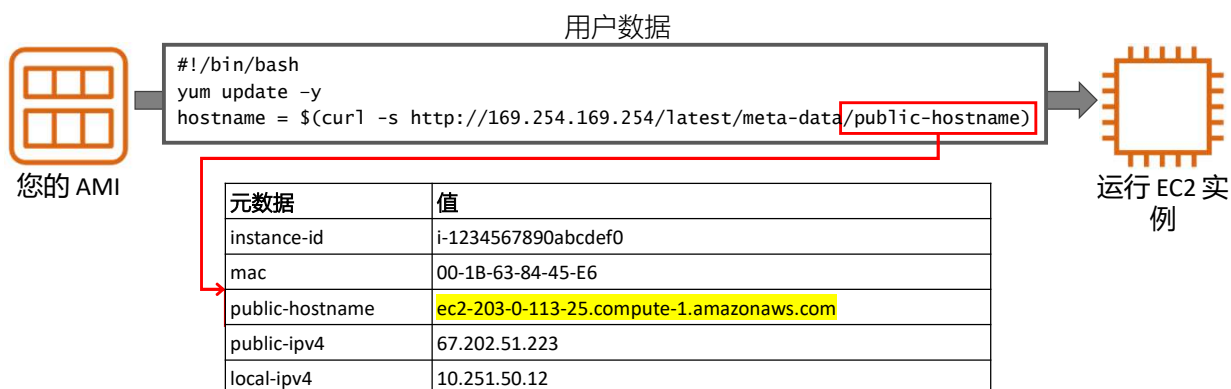 用户数据
#!/bin/bash
yum update –y
hostname = $(curl -s http://169.254.169.254/latest/meta-data/public-hostname)
您的 AMI
运行 EC2 实
例
元数据 值
instance-id i-1234567890abcdef0
mac 00-1B-63-84-45-E6
public-hostname ec2-203-0-113-25.compute-1.amazonaws.com
public-ipv4 67.202.51.223
local-ipv4 10.251.50.12